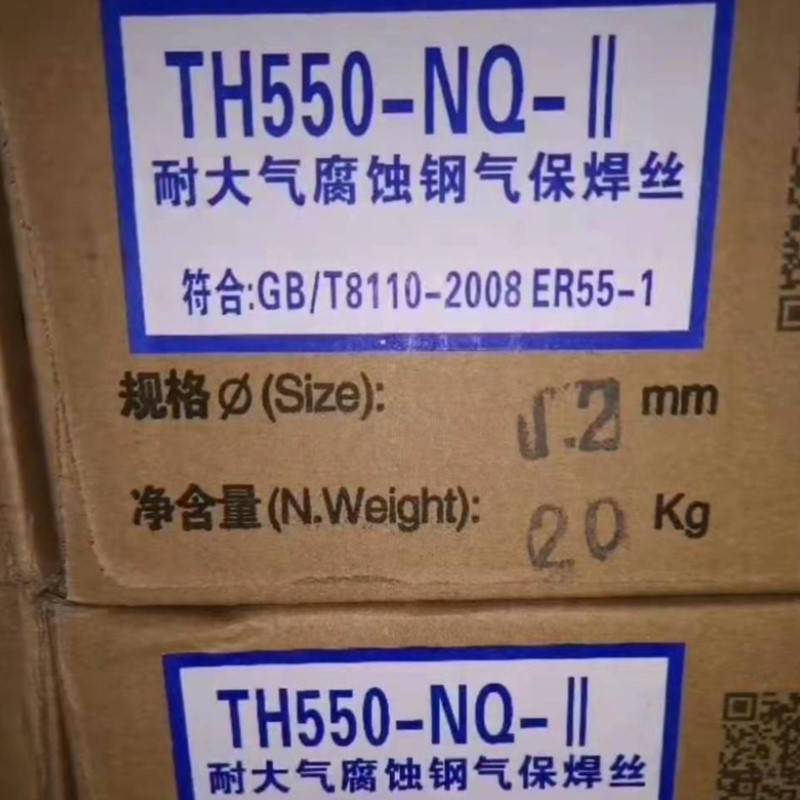 TH550-NQ-Ⅱ
耐大气腐蚀钢气保焊丝
符合:GB/T8110-2008 ER55-1
规格Ø(Size): 1.2 mm
净含量(N.Weight): 20 Kg
TH550-NQ-Ⅱ
耐大气腐蚀钢气保焊丝